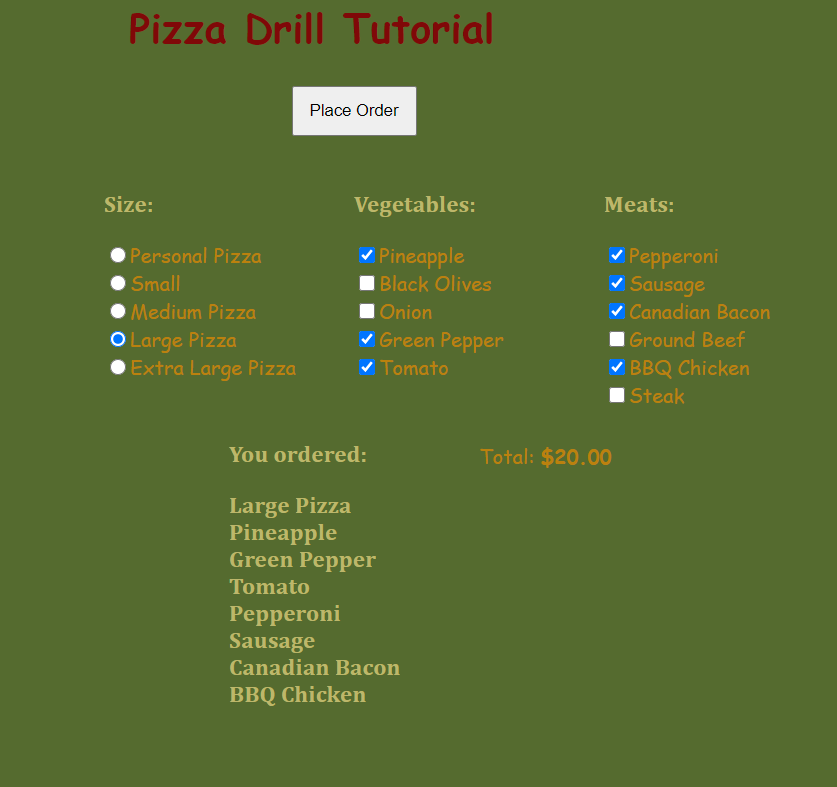 Pizza Drill Tutorial
Place Order
Size:
Personal Pizza
Small
Medium Pizza
Large Pizza
Extra Large Pizza
Vegetables:
Pineapple
Black Olives
Onion
Green Pepper
Tomato
Meats:
Pepperoni
Sausage
Canadian Bacon
Ground Beef
BBQ Chicken
Steak
You ordered:
Large Pizza
Pineapple
Green Pepper
Tomato
Pepperoni
Sausage
Canadian Bacon
BBQ Chicken
Total: $20.00